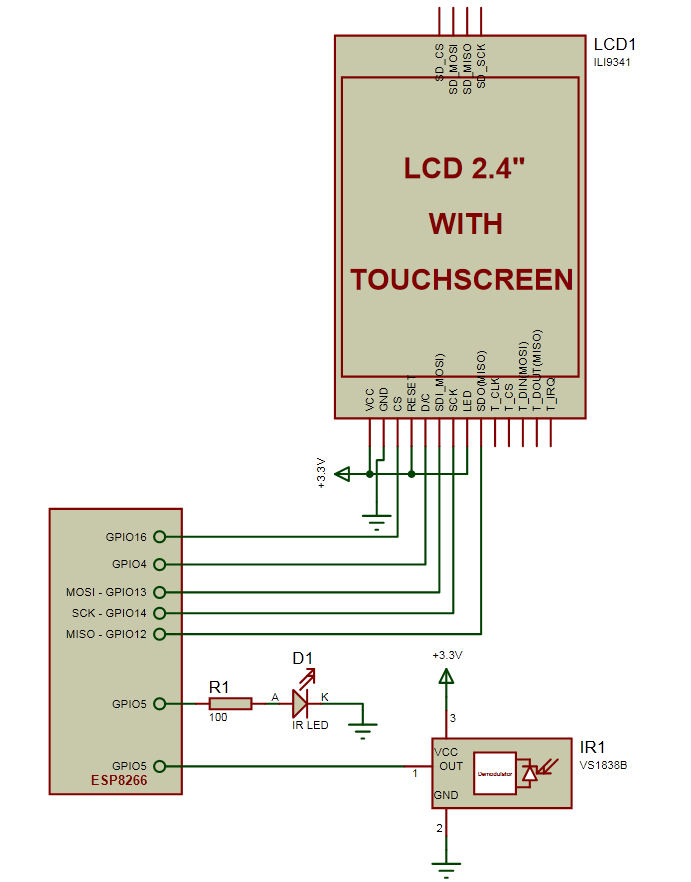 SD_CS
SD_MOSI
SD_MISO
SD_SCK
LCD1
ILI9341
LCD 2.4"
WITH
TOUCHSCREEN
VCC
GND
CS
RESET
D/C
SDI_MOSI)
SCK
LED
SDO(MISO)
T_CLK
T_CS
T_DIN(MOSI)
T_DOUT(MISO)
T_IRQ
+3.3V
GPIO16
GPIO4
MOSI - GPIO13
SCK - GPIO14
MISO - GPIO12
GPIO5
R1
100
A
D1
K
IR LED
+3.3V
3
GPIO5
ESP8266
1
VCC
OUT
GND
Demodulator
IR1
VS1838B
2